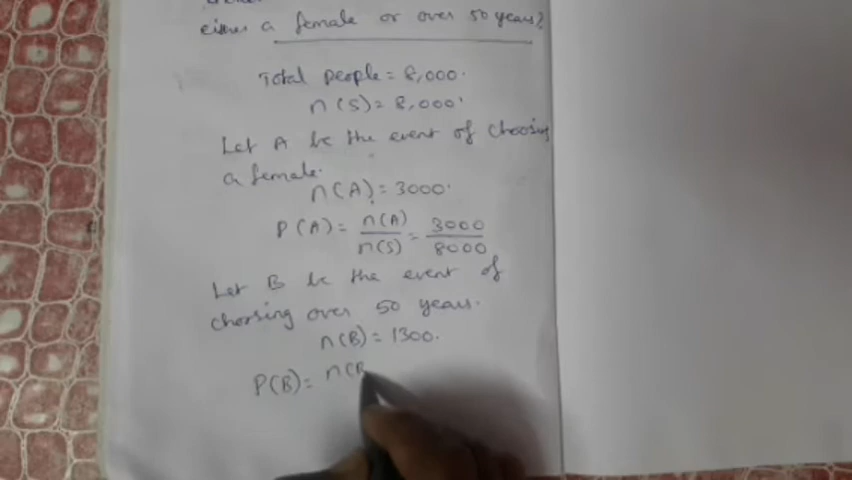 either a female or over 50 years?
Total people = 8,000.
n(S) = 8,000.
Let A be the event of choosing
a female.
n(A) = 3000.
P(A) = n(A)/n(S) = 3000/8000
Let B be the event of
choosing over 50 years.
n(B) = 1300.
P(B) = n(B